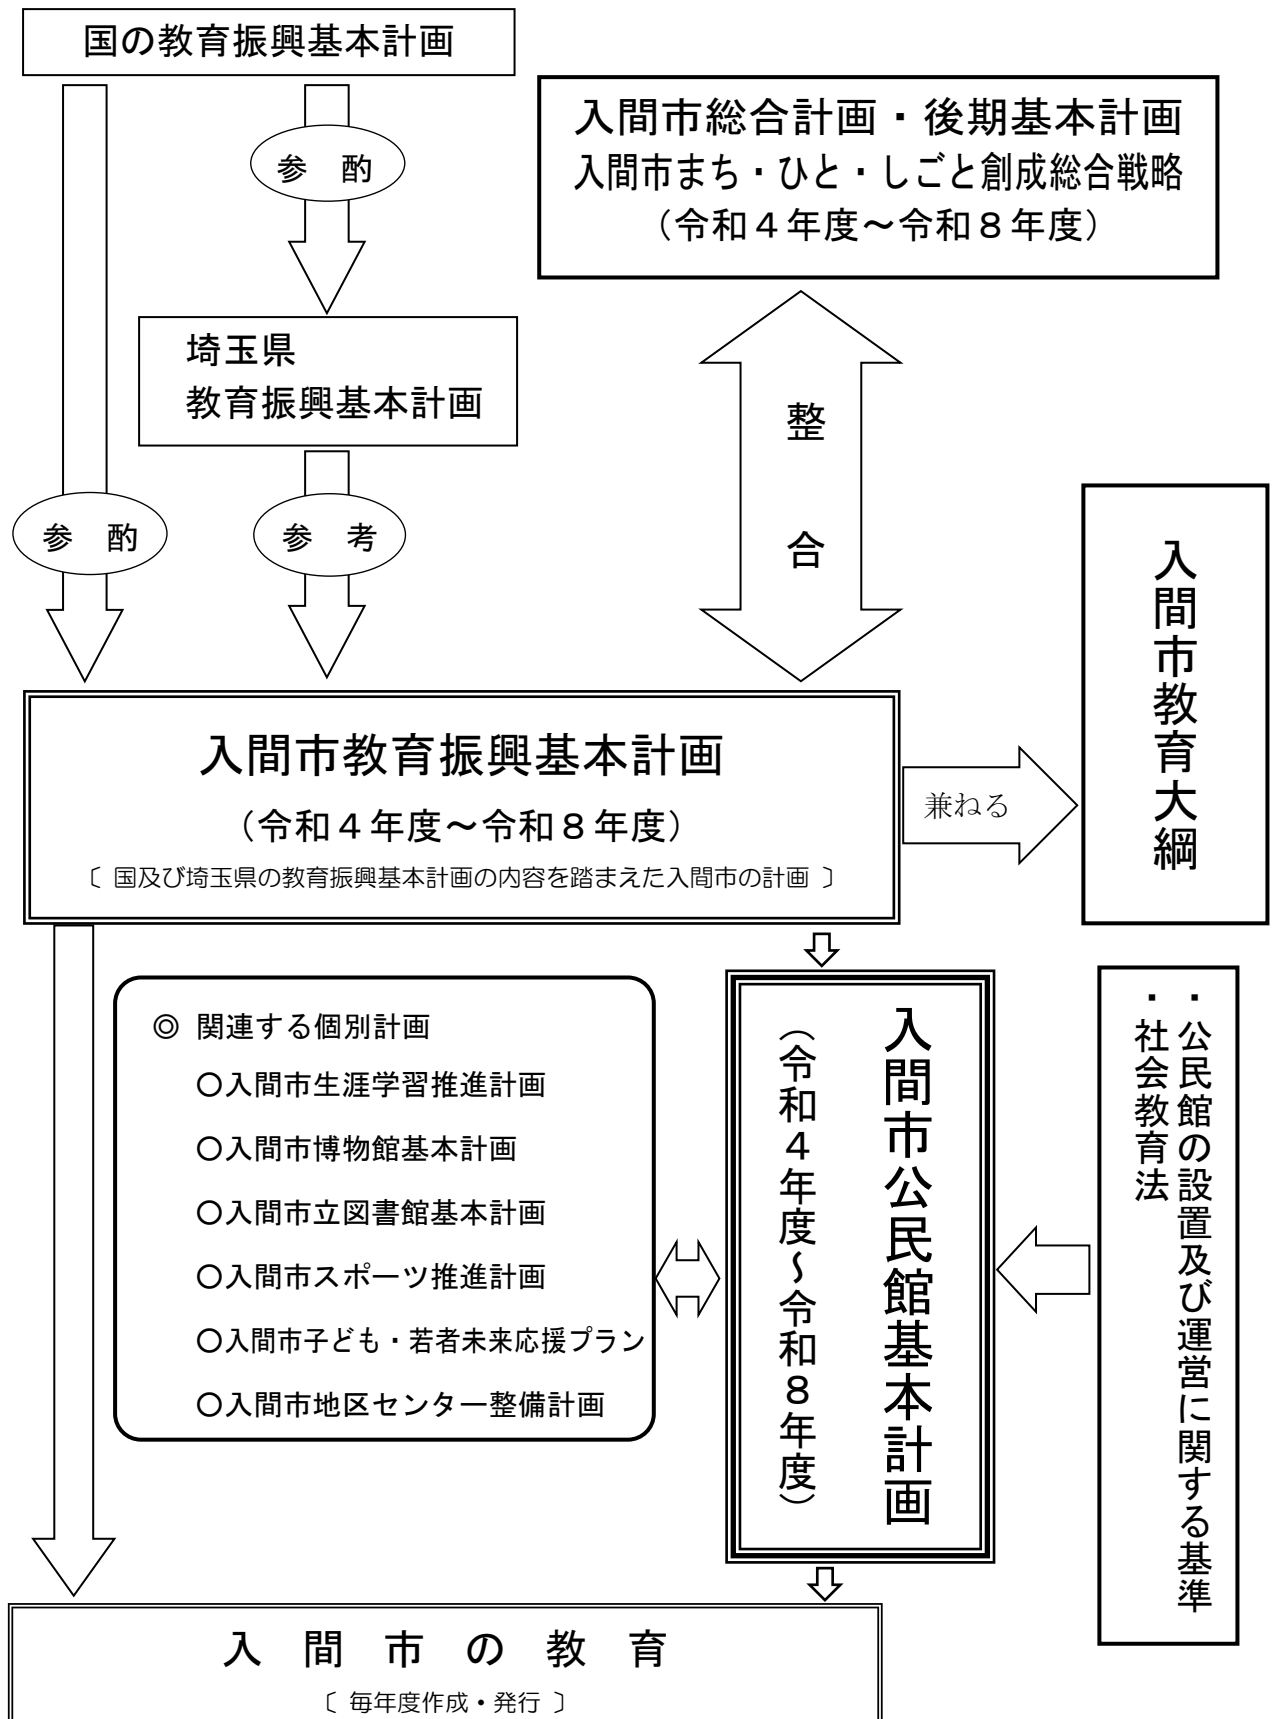 国の教育振興基本計画
参　酌
入間市総合計画・後期基本計画
入間市まち・ひと・しごと創成総合戦略
（令和４年度～令和８年度）
埼玉県
教育振興基本計画
整
合
参　酌
参　考
入間市教育大綱
入間市教育振興基本計画
（令和４年度～令和８年度）
〔 国及び埼玉県の教育振興基本計画の内容を踏まえた入間市の計画 〕
兼ねる
◎ 関連する個別計画
〇入間市生涯学習推進計画
〇入間市博物館基本計画
〇入間市立図書館基本計画
〇入間市スポーツ推進計画
〇入間市子ども・若者未来応援プラン
〇入間市地区センター整備計画
入間市公民館基本計画
（令和４年度～令和８年度）
・公民館の設置及び運営に関する基準
・社会教育法
入　間　市　の　教　育
〔 毎年度作成・発行 〕